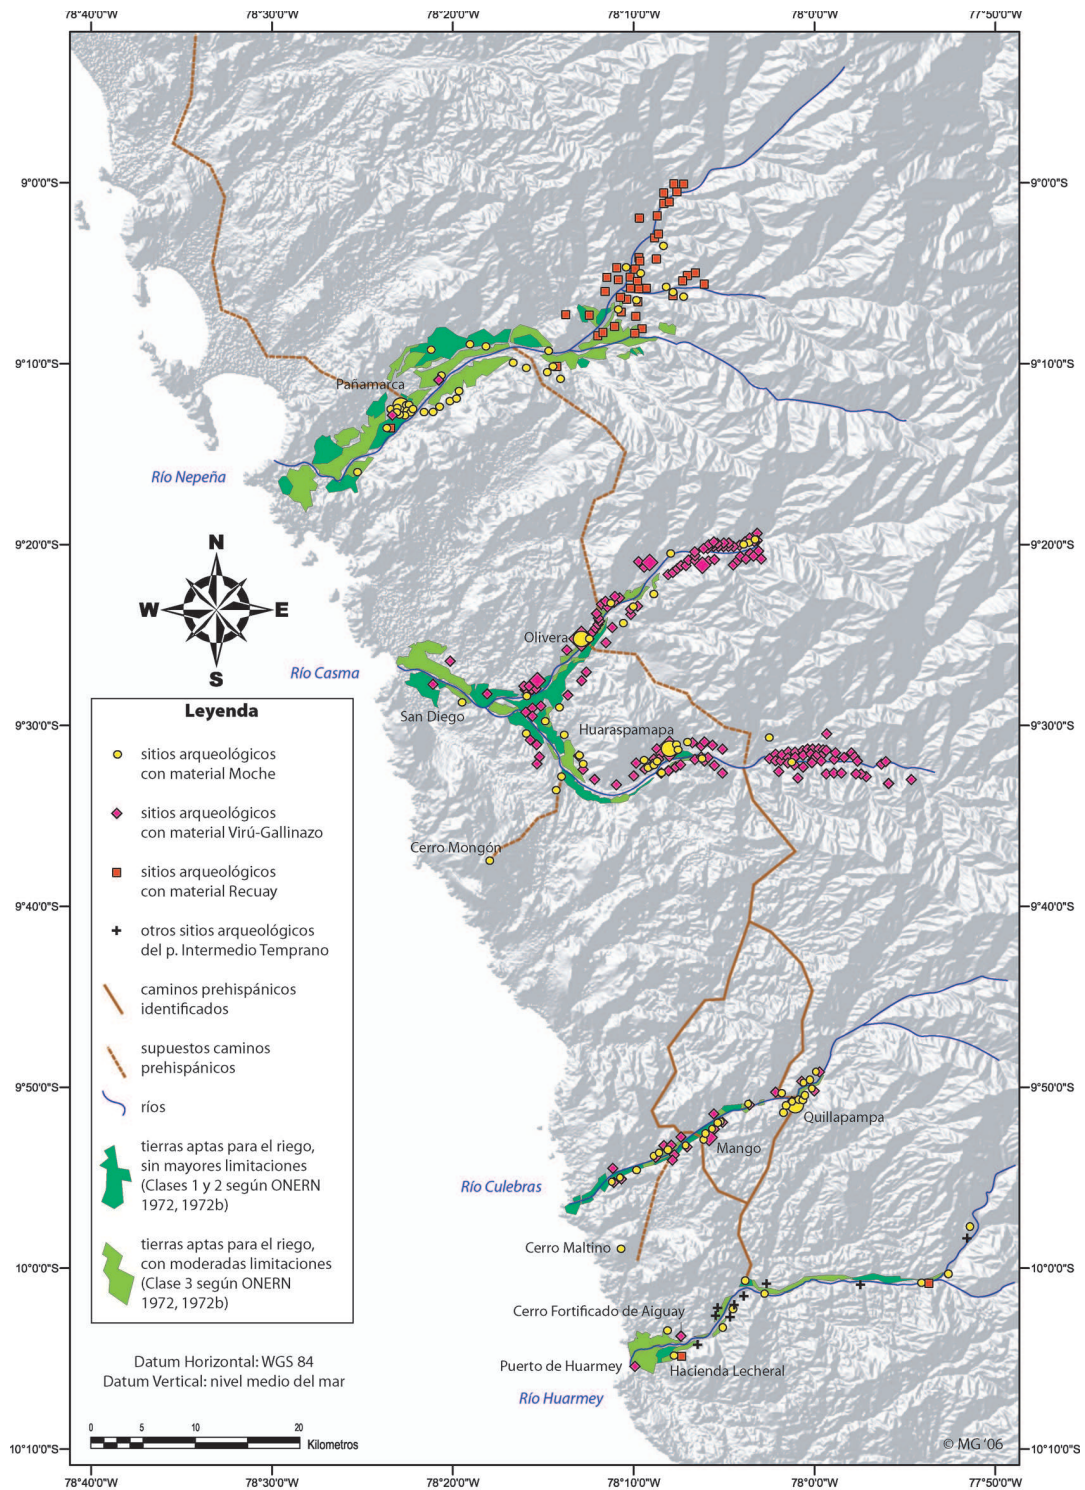 78°40'0"W
78°30'0"W
78°20'0"W
78°10'0"W
78°0'0"W
77°50'0"W
9°0'0"S
9°0'0"S
9°10'0"S
9°10'0"S
Pañamarca
Río Nepeña
9°20'0"S
9°20'0"S
N
W
E
S
Olivera
Río Casma
San Diego
Huaraspamapa
9°30'0"S
9°30'0"S
Cerro Mongón
9°40'0"S
9°40'0"S
9°50'0"S
9°50'0"S
Quillapampa
Mango
Río Culebras
Cerro Maltino
10°0'0"S
10°0'0"S
Cerro Fortificado de Aiguay
Puerto de Huarmey
Hacienda Lecheral
Río Huarmey
Leyenda
sitios arqueológicos
con material Moche
sitios arqueológicos
con material Virú-Gallinazo
sitios arqueológicos
con material Recuay
otros sitios arqueológicos
del p. Intermedio Temprano
caminos prehispánicos
identificados
supuestos caminos
prehispánicos
ríos
tierras aptas para el riego,
sin mayores limitaciones
(Clases 1 y 2 según ONERN
1972, 1972b)
tierras aptas para el riego,
con moderadas limitaciones
(Clase 3 según ONERN
1972, 1972b)
Datum Horizontal: WGS 84
Datum Vertical: nivel medio del mar
0 5 10 20
Kilometros
© MG '06
10°10'0"S
10°10'0"S
78°40'0"W
78°30'0"W
78°20'0"W
78°10'0"W
78°0'0"W
77°50'0"W